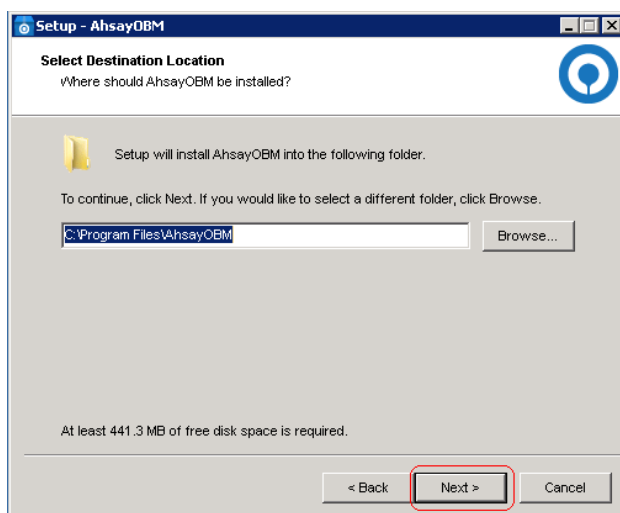 Setup - AhsayOBM
Select Destination Location
Where should AhsayOBM be installed?
Setup will install AhsayOBM into the following folder.
To continue, click Next. If you would like to select a different folder, click Browse.
C:\Program Files\AhsayOBM
Browse...
At least 441.3 MB of free disk space is required.
< Back
Next >
Cancel